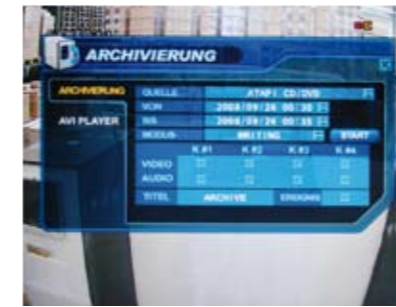 ARCHIVIERUNG
ARCHIVIERUNG QUELLE ATAPI CD/DVD
VON 2008/09/26 00:30
AVI PLAYER BIS 2008/09/26 00:35
MODUS WRITING START
K #1 K #2 K #3 K #4
VIDEO
AUDIO
TITEL ARCHIVE EREIGNIS